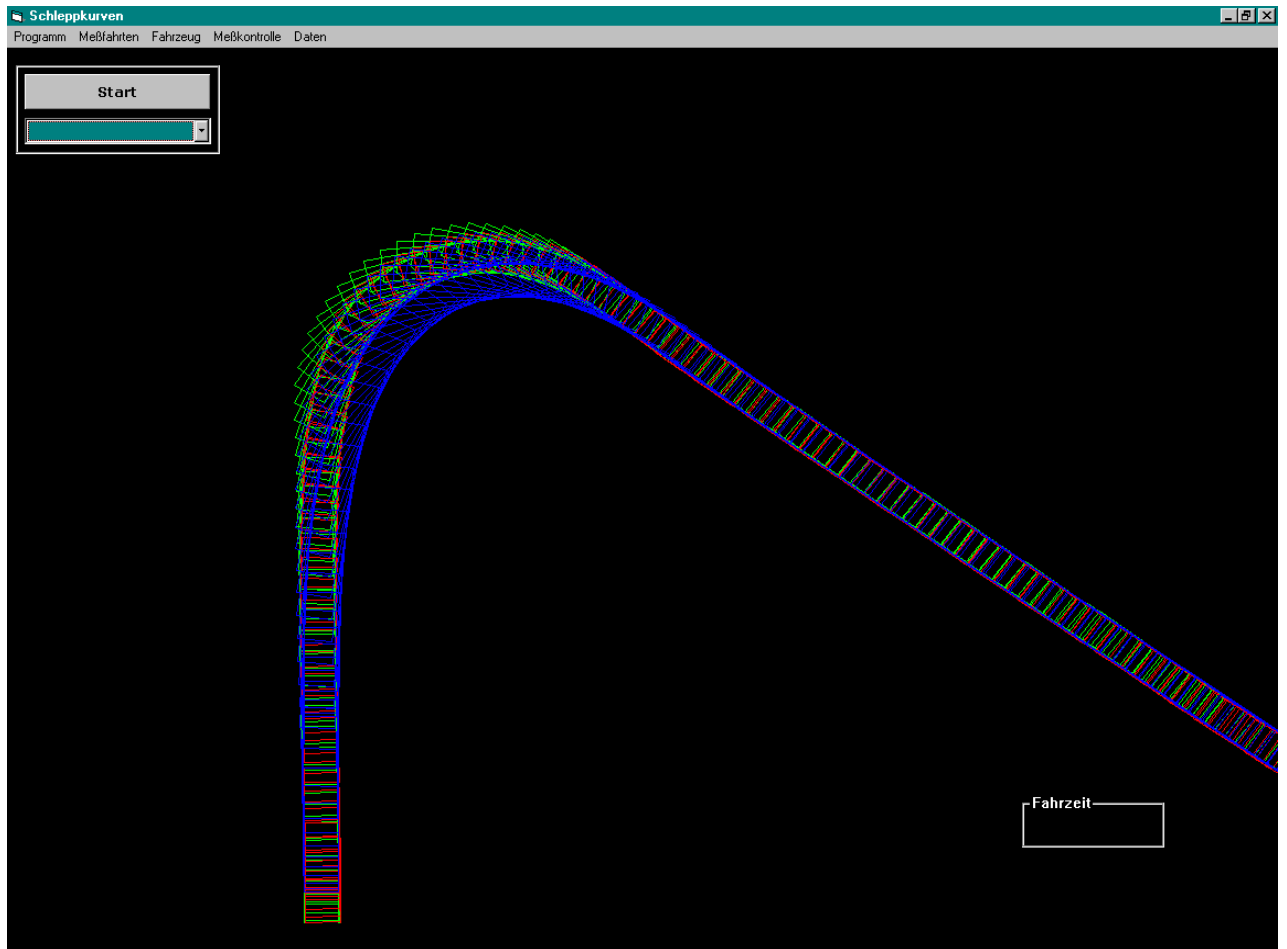 Schleppkurven
Programm Meßfahrten Fahrzeug Meßkontrolle Daten
Start
Fahrzeit